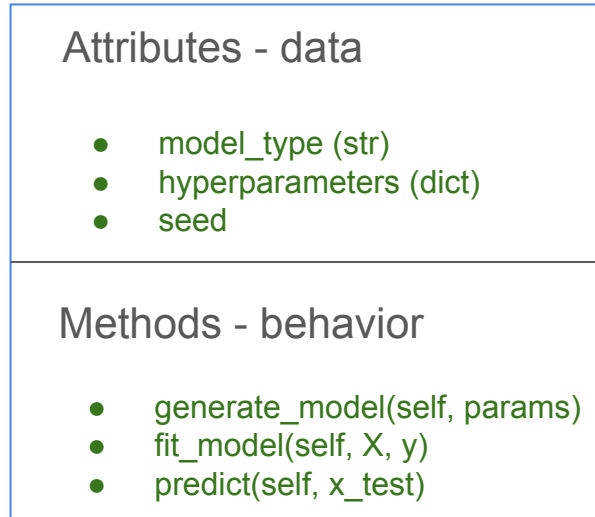 Attributes - data
● model_type (str)
● hyperparameters (dict)
● seed
Methods - behavior
● generate_model(self, params)
● fit_model(self, X, y)
● predict(self, x_test)